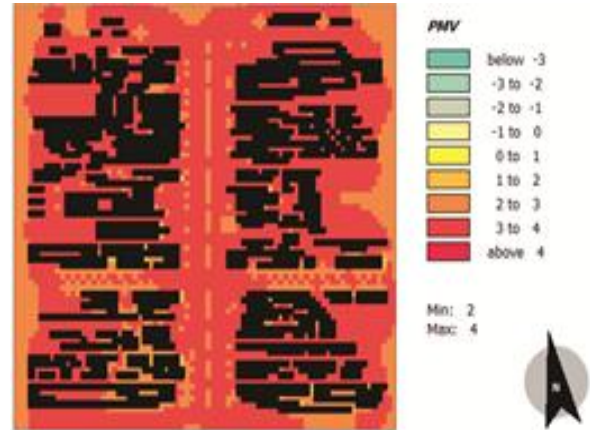 PMV
below -3
-3 to -2
-2 to -1
-1 to 0
0 to 1
1 to 2
2 to 3
3 to 4
above 4
Min: 2
Max: 4
N